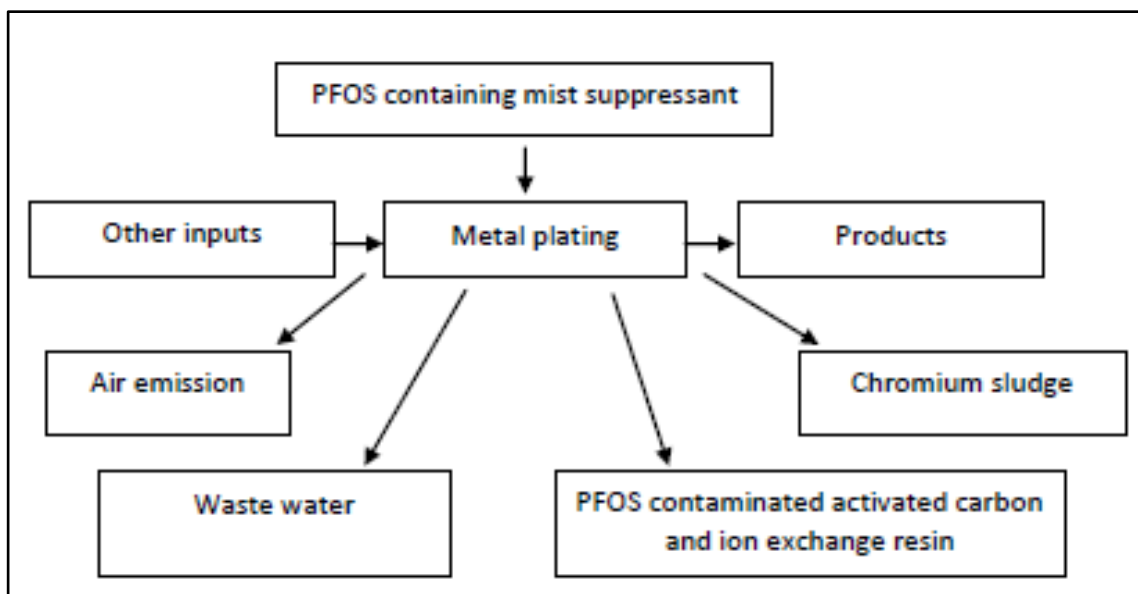 PFOS containing mist suppressant
Other inputs
Metal plating
Products
Air emission
Chromium sludge
Waste water
PFOS contaminated activated carbon
and ion exchange resin